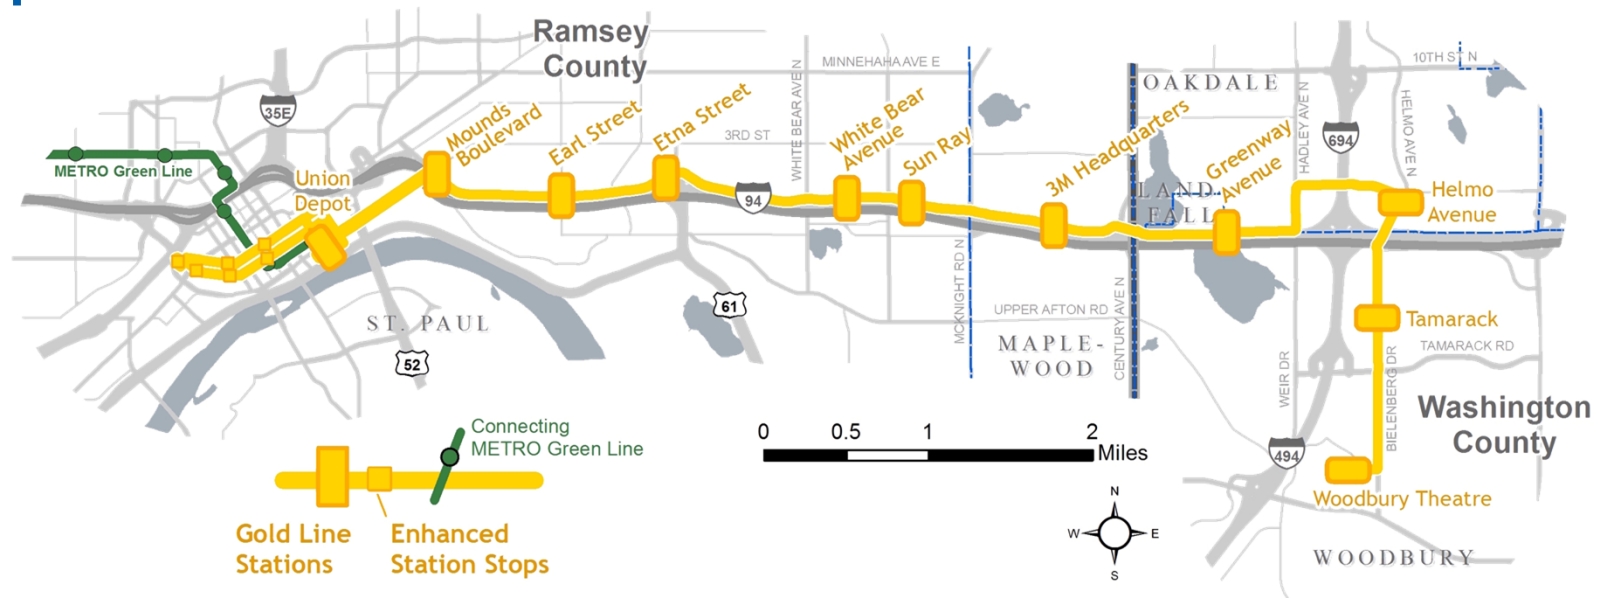 Ramsey
County
MINNEHAHA AVE E
10TH ST N
OAKDALE
35E
WHITE BEAR AVE N
HADLEY AVE N
HELMO AVE N
694
Mounds
Boulevard
Earl Street
Etna Street
3RD ST
White Bear
Avenue
Sun Ray
3M Headquarters
Greenway
Avenue
METRO Green Line
Union
Depot
94
LAND
FALL
Helmo
Avenue
MCKNIGHT RD N
UPPER AFTON RD
CENTURY AVE N
61
ST. PAUL
52
MAPLE-
WOOD
Tamarack
TAMARACK RD
WEIR DR
BIELENBERG DR
Washington
County
494
Woodbury Theatre
WOODBURY
Connecting
METRO Green Line
0 0.5 1 2
Miles
Gold Line
Stations
Enhanced
Station Stops
N
W E
S